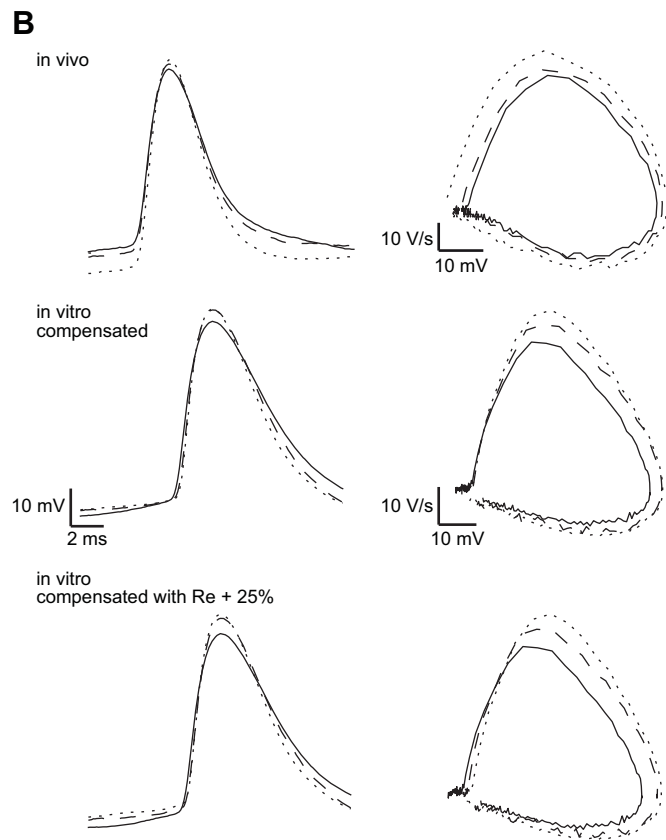 B
in vivo
10 V/s
10 mV
in vitro
compensated
10 mV
2 ms
10 V/s
10 mV
in vitro
compensated with Re + 25%